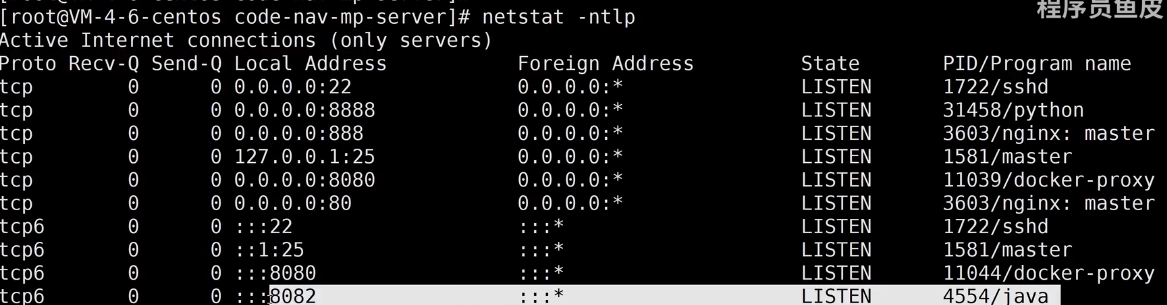 程序员鱼皮
[root@VM-4-6-centos code-nav-mp-server]# netstat -ntlp
Active Internet connections (only servers)
Proto Recv-Q Send-Q Local Address           Foreign Address         State       PID/Program name
tcp        0      0 0.0.0.0:22              0.0.0.0:*               LISTEN      1722/sshd
tcp        0      0 0.0.0.0:8888            0.0.0.0:*               LISTEN      31458/python
tcp        0      0 0.0.0.0:888             0.0.0.0:*               LISTEN      3603/nginx: master
tcp        0      0 127.0.0.1:25            0.0.0.0:*               LISTEN      1581/master
tcp        0      0 0.0.0.0:8080            0.0.0.0:*               LISTEN      11039/docker-proxy
tcp        0      0 0.0.0.0:80              0.0.0.0:*               LISTEN      3603/nginx: master
tcp6       0      0 :::22                   :::*                    LISTEN      1722/sshd
tcp6       0      0 ::1:25                  :::*                    LISTEN      1581/master
tcp6       0      0 :::8080                 :::*                    LISTEN      11044/docker-proxy
tcp6       0      0 :::8082                 :::*                    LISTEN      4554/java